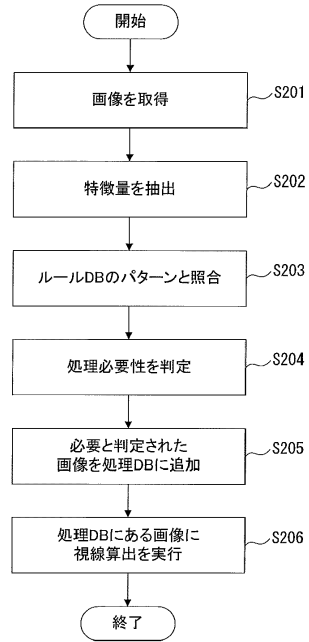 開始
画像を取得
S201
特徴量を抽出
S202
ルールDBのパターンと照合
S203
処理必要性を判定
S204
必要と判定された
画像を処理DBに追加
S205
処理DBにある画像に
視線算出を実行
S206
終了